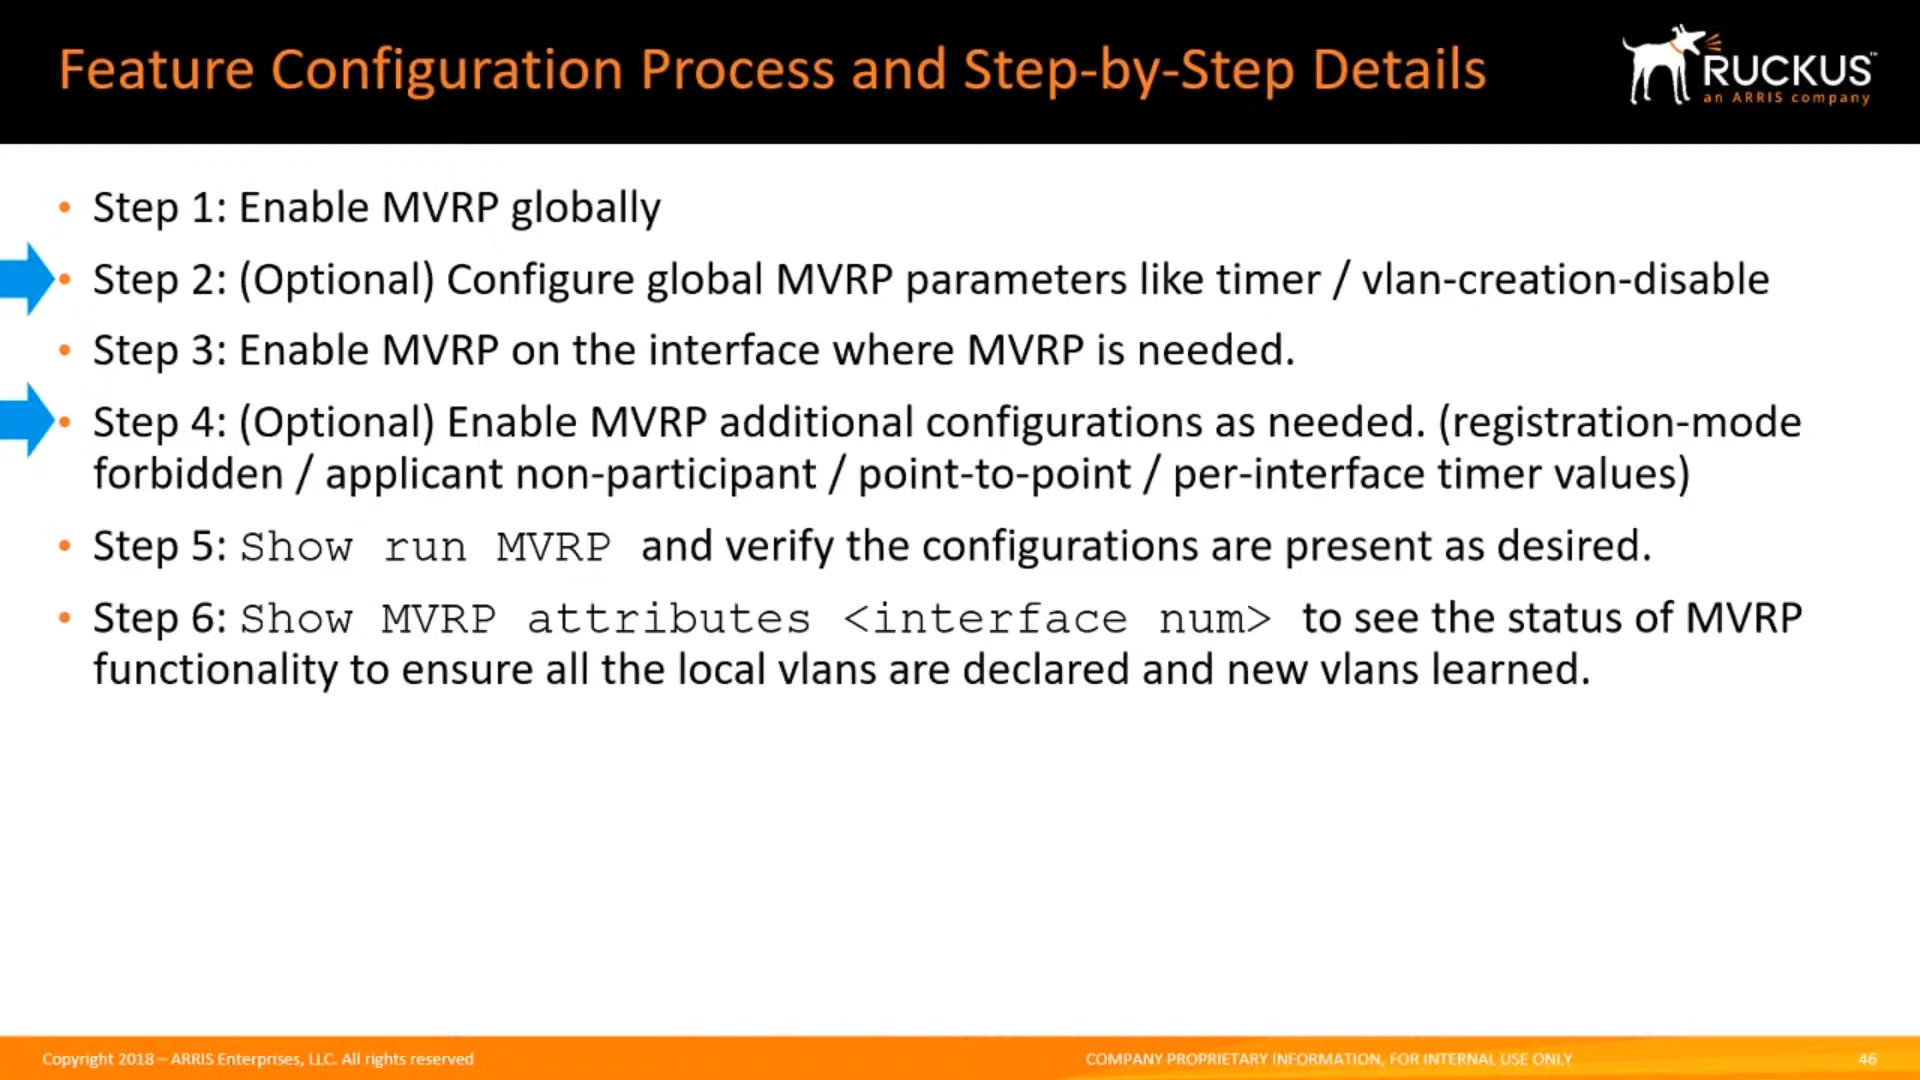 Feature Configuration Process and Step-by-Step Details
RUCKUS™
an ARRIS company
• Step 1: Enable MVRP globally
• Step 2: (Optional) Configure global MVRP parameters like timer / vlan-creation-disable
• Step 3: Enable MVRP on the interface where MVRP is needed.
• Step 4: (Optional) Enable MVRP additional configurations as needed. (registration-mode
forbidden / applicant non-participant / point-to-point / per-interface timer values)
• Step 5: Show run MVRP and verify the configurations are present as desired.
• Step 6: Show MVRP attributes <interface num> to see the status of MVRP
functionality to ensure all the local vlans are declared and new vlans learned.
Copyright 2018 – ARRIS Enterprises, LLC. All rights reserved
COMPANY PROPRIETARY INFORMATION, FOR INTERNAL USE ONLY
46